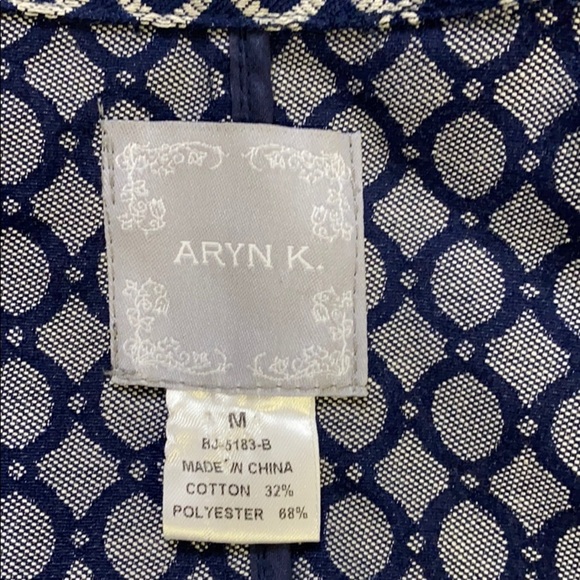 ARYN K.
M
BJ-5183-B
MADE IN CHINA
COTTON 32%
POLYESTER 68%